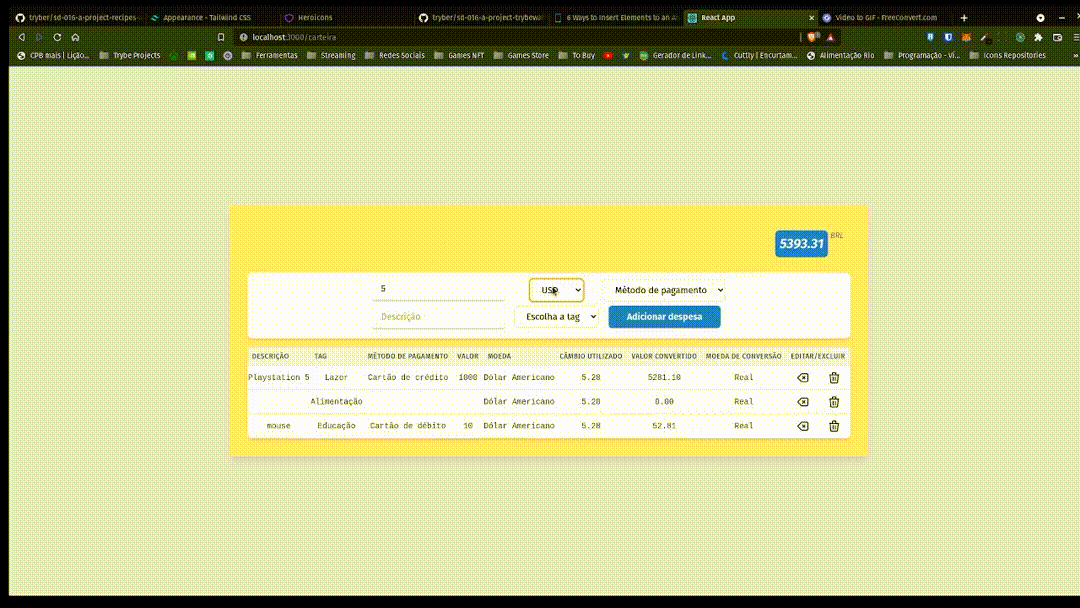 tryber/sd-016-a-project-recipes- Appearance - Tailwind CSS Heroicons tryber/sd-016-a-project-trybewa 6 Ways to Insert Elements to an A React App Video to GIF - FreeConvert.com
localhost:3000/carteira
CPB mais | Lição... Trybe Projects Ferramentas Streaming Redes Sociais Games NFT Games Store To Buy Gerador de Link... Cuttly | Encurtam... Alimentação Rio Programação - Vi... Icons Repositories »
5393.31 BRL
5 USD Método de pagamento
Descrição Escolha a tag Adicionar despesa
DESCRIÇÃO TAG MÉTODO DE PAGAMENTO VALOR MOEDA CÂMBIO UTILIZADO VALOR CONVERTIDO MOEDA DE CONVERSÃO EDITAR/EXCLUIR
Playstation 5 Lazer Cartão de crédito 1000 Dólar Americano 5.28 5281.10 Real
Alimentação Dólar Americano 5.28 0.00 Real
mouse Educação Cartão de débito 10 Dólar Americano 5.28 52.81 Real